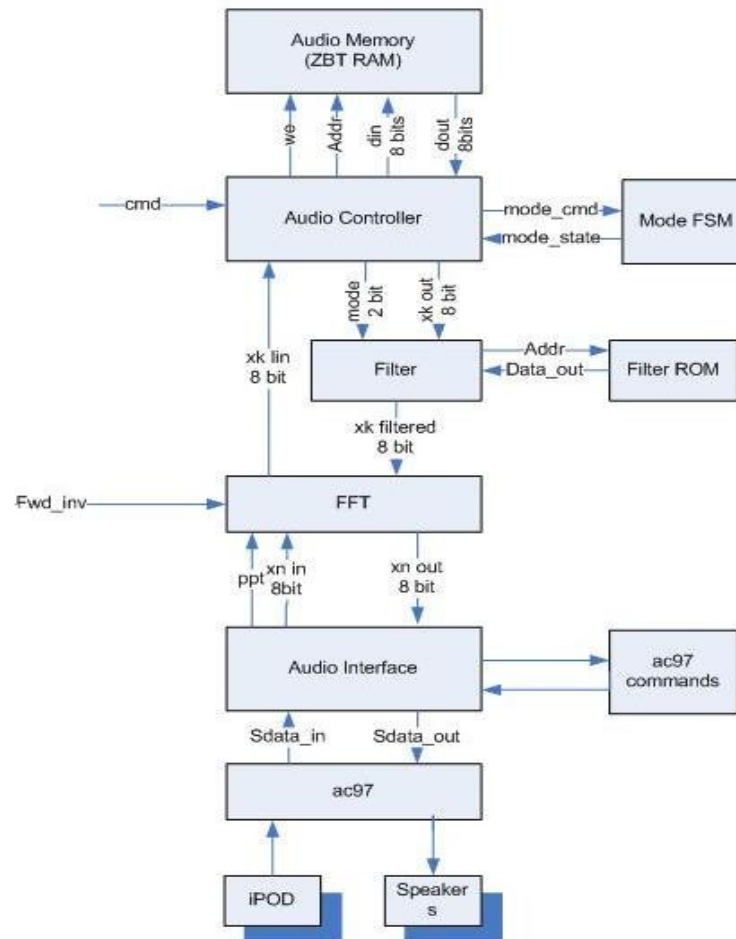 Audio Memory
(ZBT RAM)
we
Addr
din
8 bits
dout
8bits
cmd
Audio Controller
mode_cmd
mode_state
Mode FSM
mode
2 bit
xk out
8 bit
xk Iin
8 bit
Filter
Addr
Data_out
Filter ROM
xk filtered
8 bit
Fwd_inv
FFT
ppt
xn in
8bit
xn out
8 bit
Audio Interface
ac97
commands
Sdata_in
Sdata_out
ac97
iPOD
Speaker
s